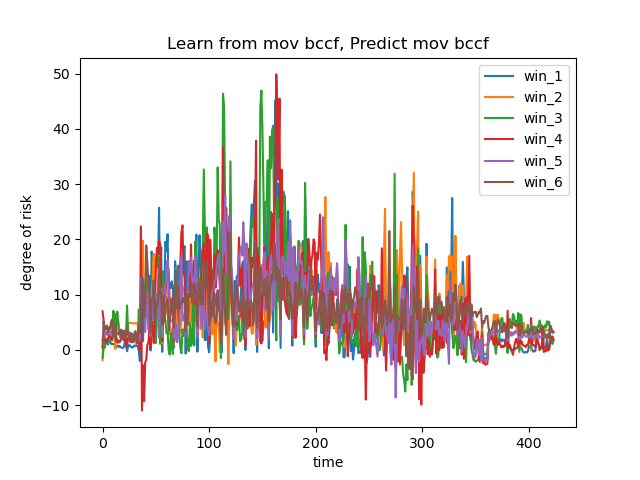 Learn from mov bccf, Predict mov bccf
win_1
win_2
win_3
win_4
win_5
win_6
degree of risk
50
40
30
20
10
0
−10
0 100 200 300 400
time